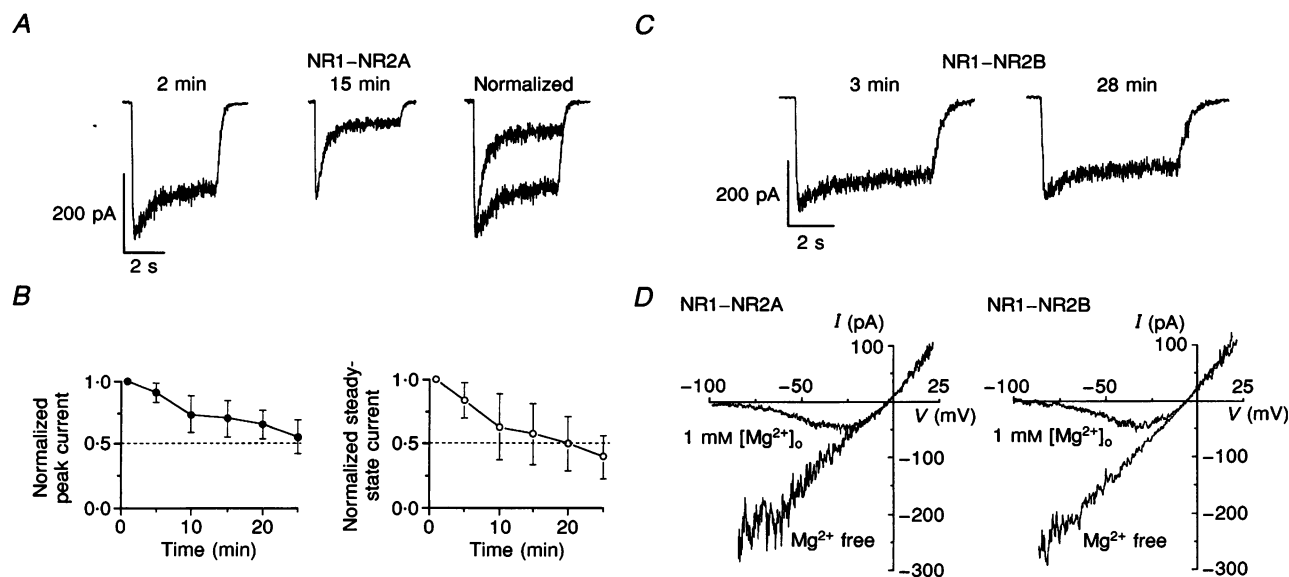 A
NR1–NR2A
2 min
15 min
Normalized
200 pA
2 s
B
Normalized
peak current
1·0
0·5
0·0
0
10
20
Time (min)
Normalized steady-
state current
1·0
0·5
0·0
0
10
20
Time (min)
C
NR1–NR2B
3 min
28 min
200 pA
2 s
D
NR1–NR2A
I (pA)
100
−100
−50
25
V (mV)
1 mM [Mg²⁺]ₒ
−100
−200
Mg²⁺ free
−300
NR1–NR2B
I (pA)
100
−100
−50
25
V (mV)
1 mM [Mg²⁺]ₒ
−100
−200
Mg²⁺ free
−300